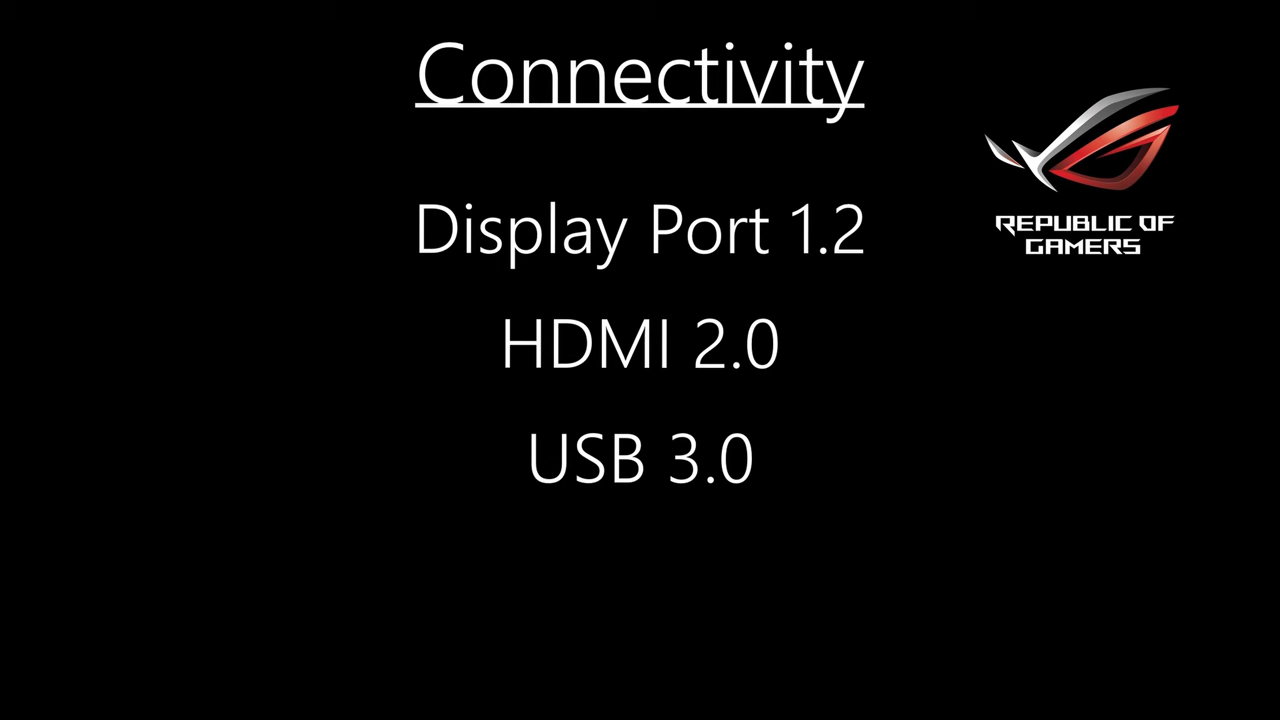 Connectivity
Display Port 1.2
HDMI 2.0
USB 3.0
REPUBLIC OF
GAMERS